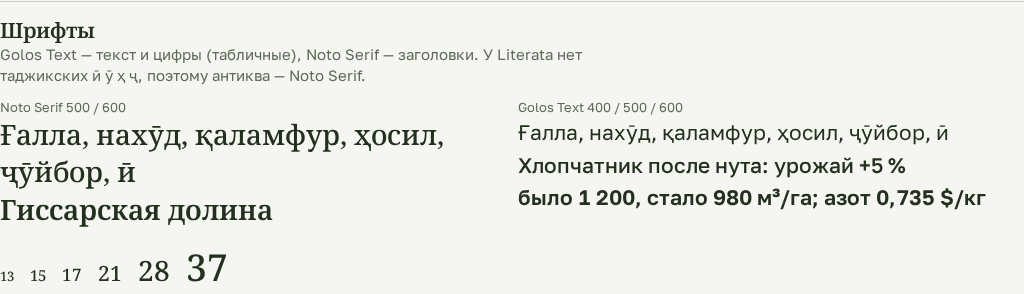 Шрифты
Golos Text — текст и цифры (табличные), Noto Serif — заголовки. У Literata нет
таджикских ӣ ӯ ҳ ҷ, поэтому антиква — Noto Serif.
Noto Serif 500 / 600
Ғалла, нахӯд, қаламфур, ҳосил,
ҷӯйбор, ӣ
Гиссарская долина
13 15 17 21 28 37
Golos Text 400 / 500 / 600
Ғалла, нахӯд, қаламфур, ҳосил, ҷӯйбор, ӣ
Хлопчатник после нута: урожай +5 %
было 1 200, стало 980 м³/га; азот 0,735 $/кг